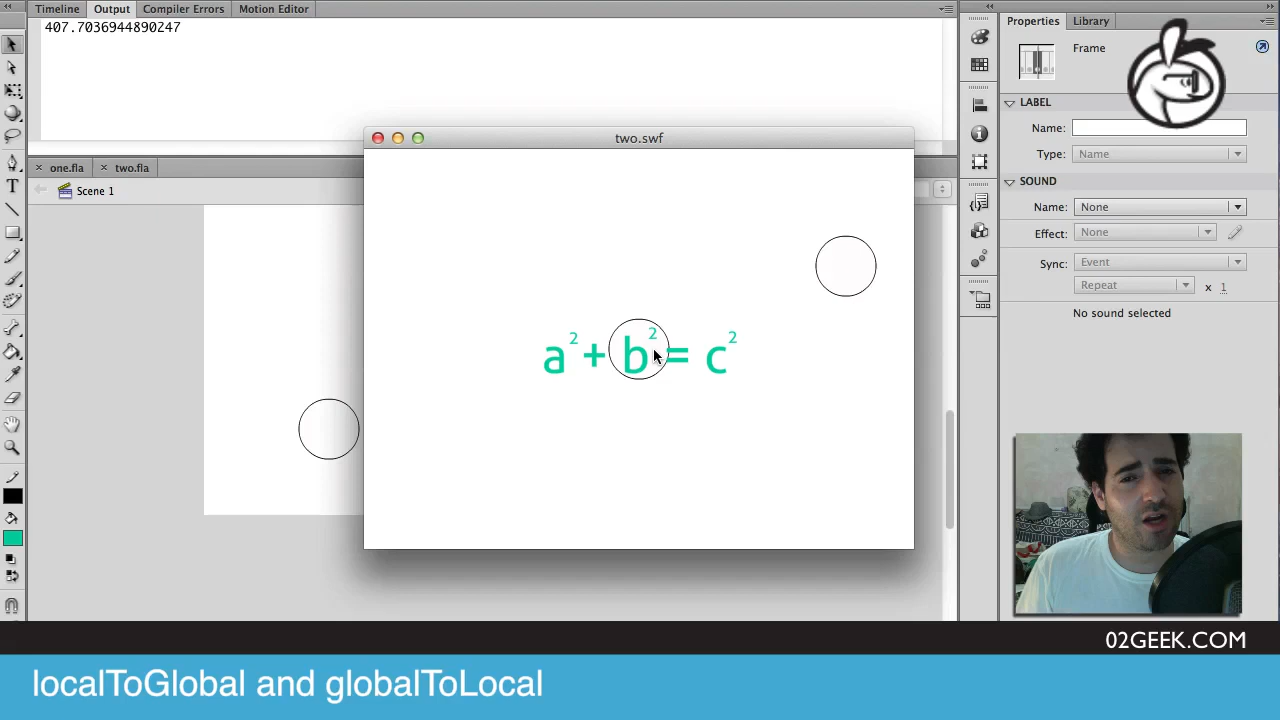 Timeline Output Compiler Errors Motion Editor
407.7036944890247
two.swf
one.fla two.fla
Scene 1
a² + b² = c²
Properties Library
Frame
LABEL
Name:
Type: Name
SOUND
Name: None
Effect: None
Sync: Event
Repeat x 1
No sound selected
02GEEK.COM
localToGlobal and globalToLocal